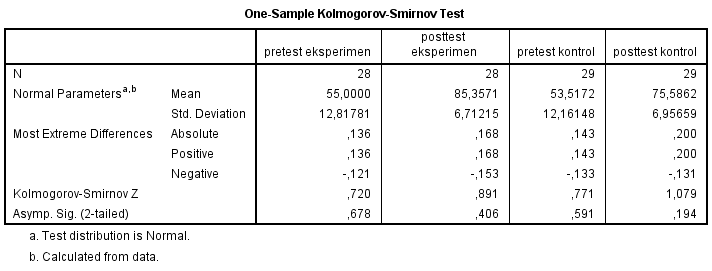 One-Sample Kolmogorov-Smirnov Test
pretest eksperimen posttest eksperimen pretest kontrol posttest kontrol
N 28 28 29 29
Normal Parametersa,b Mean 55,0000 85,3571 53,5172 75,5862
Std. Deviation 12,81781 6,71215 12,16148 6,95659
Most Extreme Differences Absolute ,136 ,168 ,143 ,200
Positive ,136 ,168 ,143 ,200
Negative -,121 -,153 -,133 -,131
Kolmogorov-Smirnov Z ,720 ,891 ,771 1,079
Asymp. Sig. (2-tailed) ,678 ,406 ,591 ,194
a. Test distribution is Normal.
b. Calculated from data.